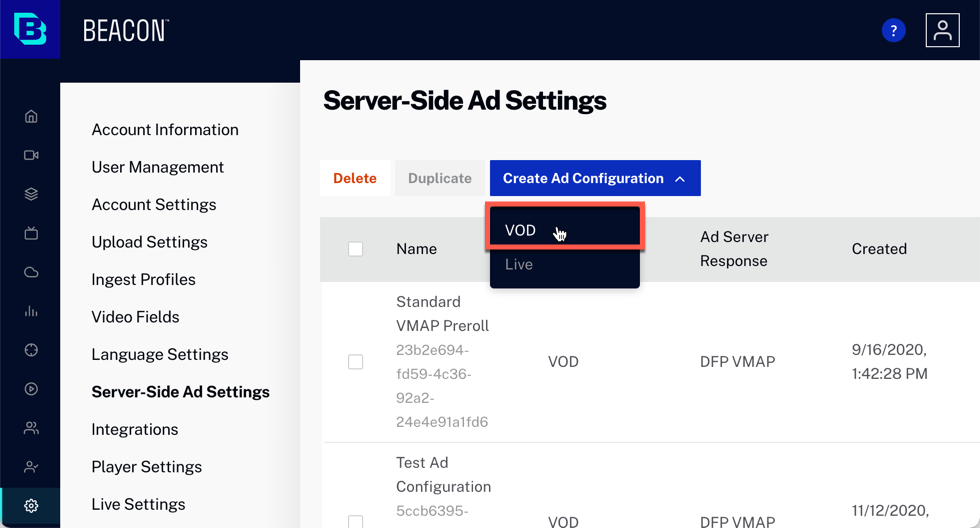 BEACON™
?
Account Information
User Management
Account Settings
Upload Settings
Ingest Profiles
Video Fields
Language Settings
Server-Side Ad Settings
Integrations
Player Settings
Live Settings
Server-Side Ad Settings
Delete
Duplicate
Create Ad Configuration
VOD
Live
Name
Ad Server
Response
Created
Standard
VMAP Preroll
23b2e694-
fd59-4c36-
92a2-
24e4e91a1fd6
VOD
DFP VMAP
9/16/2020,
1:42:28 PM
Test Ad
Configuration
5ccb6395-
VOD
DFP VMAP
11/12/2020,